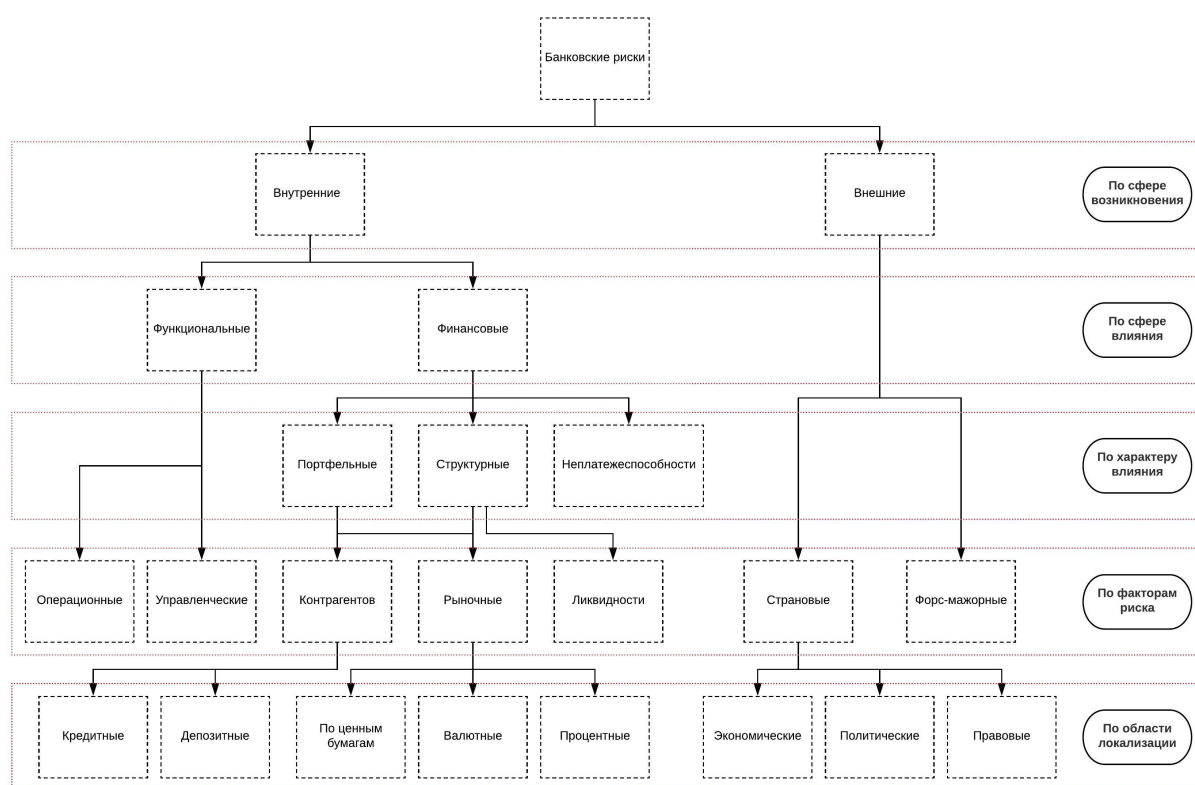 Банковские риски
Внутренние
Внешние
По сфере
возникновения
Функциональные
Финансовые
По сфере
влияния
Портфельные
Структурные
Неплатежеспособности
По характеру
влияния
Операционные
Управленческие
Контрагентов
Рыночные
Ликвидности
Страновые
Форс-мажорные
По факторам
риска
Кредитные
Депозитные
По ценным
бумагам
Валютные
Процентные
Экономические
Политические
Правовые
По области
локализации